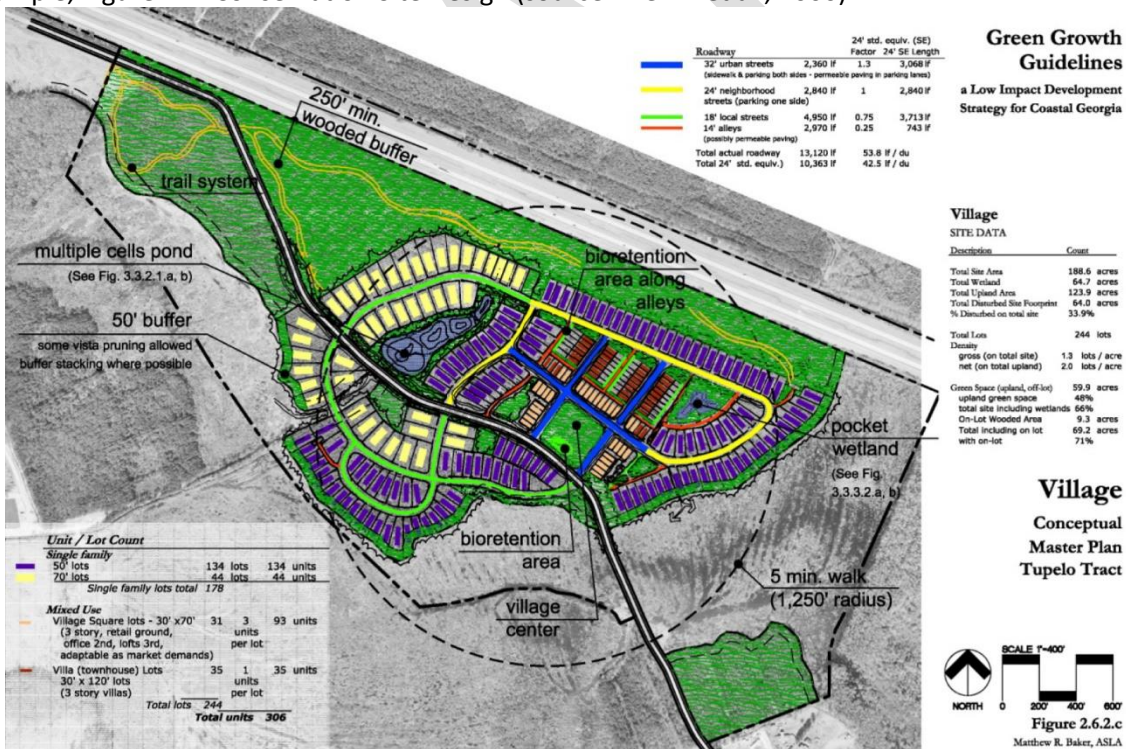 Green Growth
Guidelines
a Low Impact Development
Strategy for Coastal Georgia
24' std. equiv. (SE)
Roadway Factor 24' SE Length
32' urban streets 2,360 lf 1.3 3,068 lf
(sidewalk & parking both sides - permeable paving in parking lanes)
24' neighborhood 2,840 lf 1 2,840 lf
streets (parking one side)
18' local streets 4,950 lf 0.75 3,713 lf
14' alleys 2,970 lf 0.25 743 lf
(possibly permeable paving)
Total actual roadway 13,120 lf 53.8 lf / du
Total 24' std. equiv.) 10,363 lf 42.5 lf / du
250' min.
wooded buffer
trail system
multiple cells pond
(See Fig. 3.3.2.1.a, b)
50' buffer
some vista pruning allowed
buffer stacking where possible
bioretention
area along
alleys
pocket
wetland
(See Fig.
3.3.3.2.a, b)
bioretention
area
village
center
5 min. walk
(1,250' radius)
Village
SITE DATA
Description Count
Total Site Area 188.6 acres
Total Wetland 64.7 acres
Total Upland Area 123.9 acres
Total Disturbed Site Footprint 64.0 acres
% Disturbed on total site 33.9%
Total Lots 244 lots
Density
gross (on total site) 1.3 lots / acre
net (on total upland) 2.0 lots / acre
Green Space (upland, off-lot) 59.9 acres
upland green space 48%
total site including wetlands 66%
On-Lot Wooded Area 9.3 acres
Total including on lot 69.2 acres
with on-lot 71%
Village
Conceptual
Master Plan
Tupelo Tract
Unit / Lot Count
Single family
50' lots 134 lots 134 units
70' lots 44 lots 44 units
Single family lots total 178
Mixed Use
Village Square lots - 30' x70' 31 3 93 units
(3 story, retail ground, units
office 2nd, lofts 3rd, per lot
adaptable as market demands)
Villa (townhouse) Lots 35 1 35 units
30' x 120' lots units
(3 story villas) per lot
Total lots 244
Total units 306
SCALE 1"=400'
NORTH 0 200' 400' 600'
Figure 2.6.2.c
Matthew R. Baker, ASLA